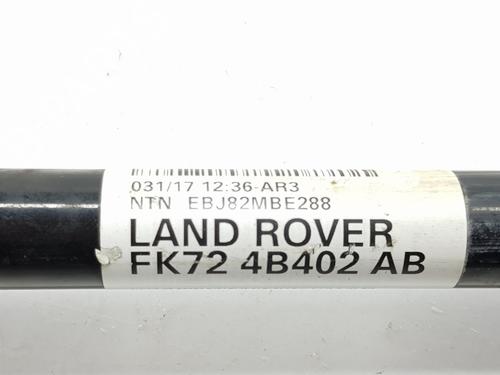 031/17 12:36-AR3
NTN EBJ82MBE288
LAND ROVER
FK72 4B402 AB